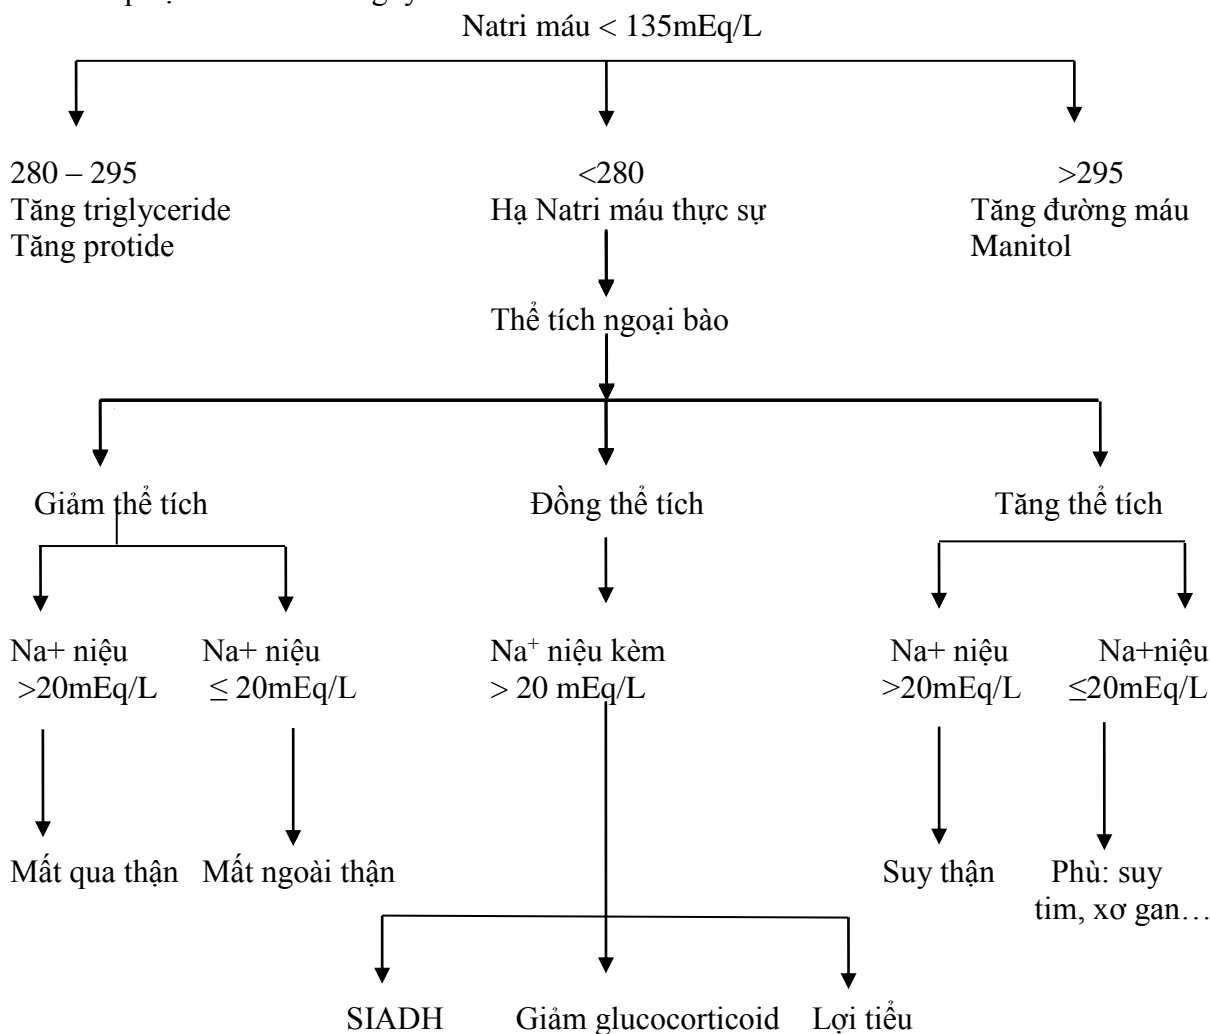 Natri máu < 135mEq/L
280 – 295 <280 >295
Tăng triglyceride Hạ Natri máu thực sự Tăng đường máu
Tăng protide Manitol
Thể tích ngoại bào
Giảm thể tích Đồng thể tích Tăng thể tích
Na+ niệu Na+ niệu Na⁺ niệu kèm Na+ niệu Na+niệu
>20mEq/L ≤ 20mEq/L > 20 mEq/L >20mEq/L ≤20mEq/L
Mất qua thận Mất ngoài thận Suy thận Phù: suy
tim, xơ gan…
SIADH Giảm glucocorticoid Lợi tiểu